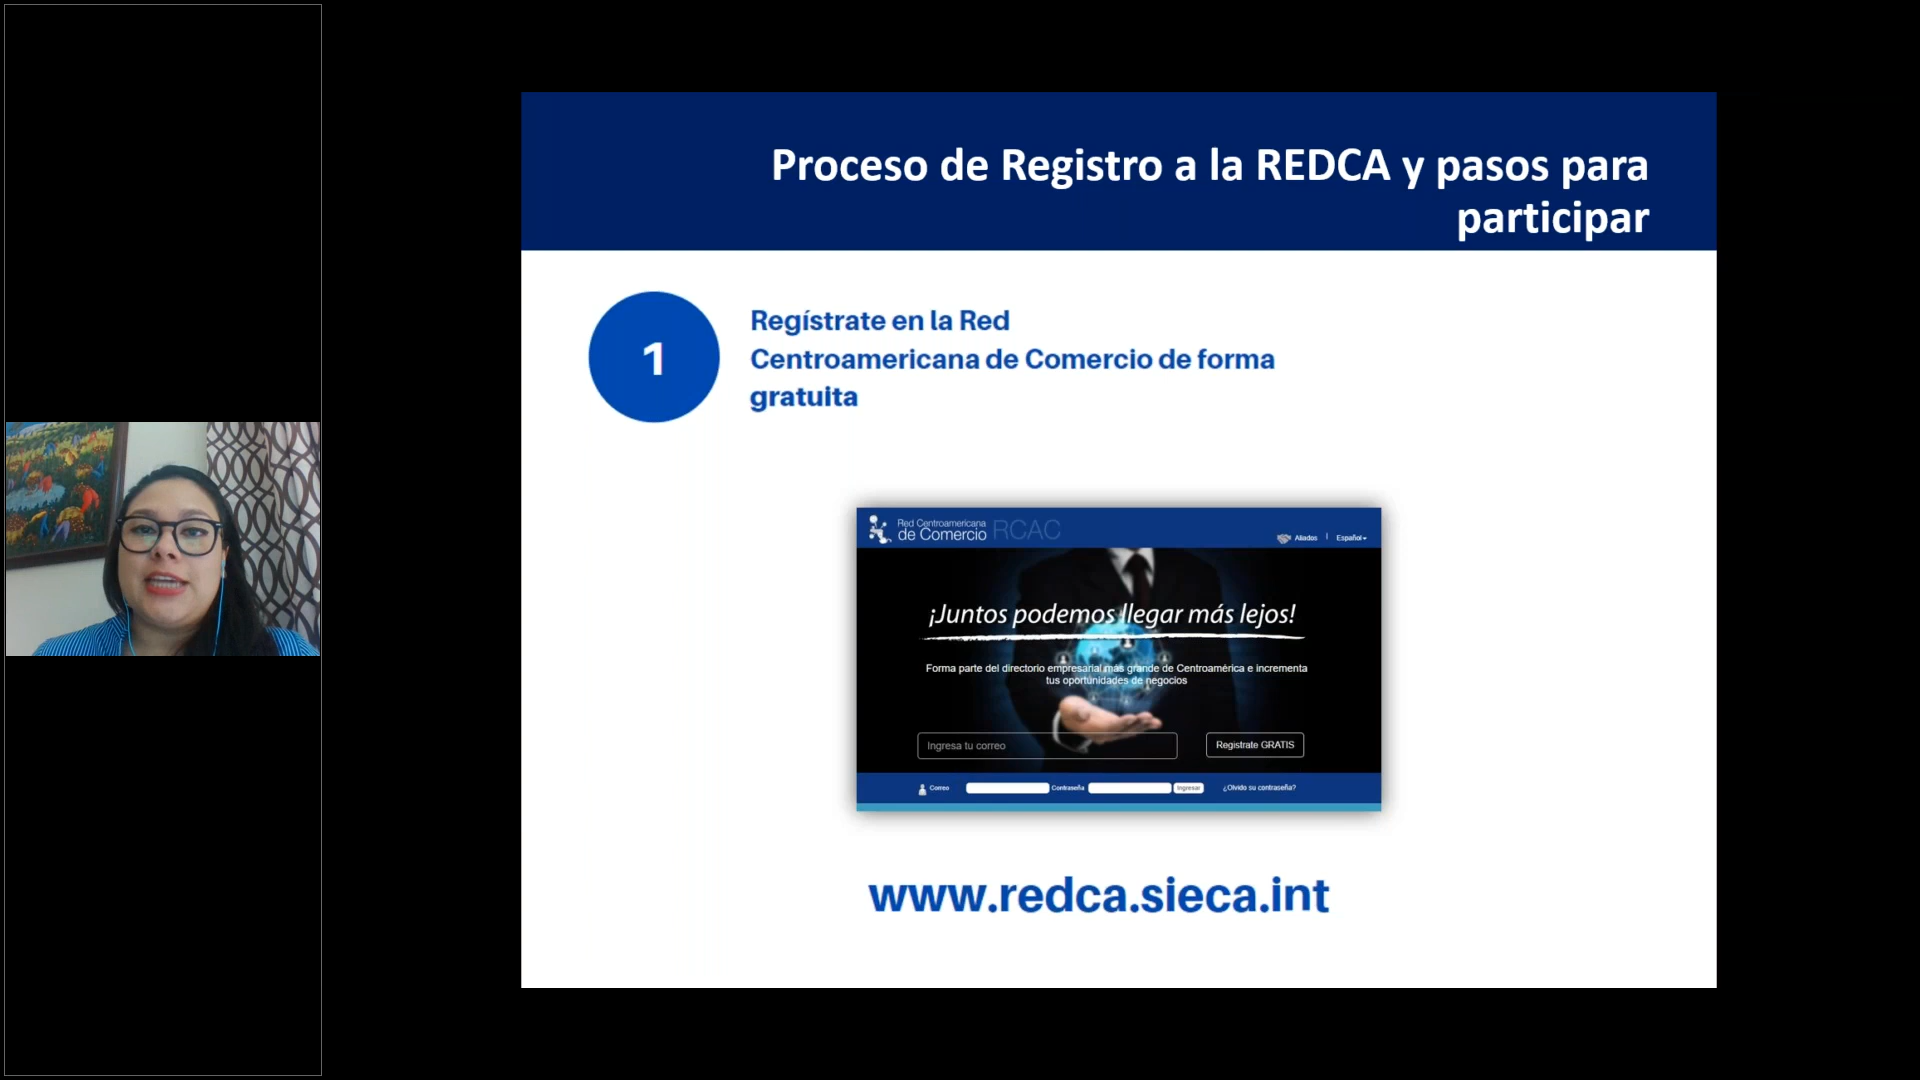 Proceso de Registro a la REDCA y pasos para
participar
1
Regístrate en la Red
Centroamericana de Comercio de forma
gratuita
Red Centroamericana
de Comercio RCAC
Aliados | Español
¡Juntos podemos llegar más lejos!
Forma parte del directorio empresarial más grande de Centroamérica e incrementa
tus oportunidades de negocios
Ingresa tu correo
Registrate GRATIS
Correo
Contraseña
Ingresar
¿Olvido su contraseña?
www.redca.sieca.int